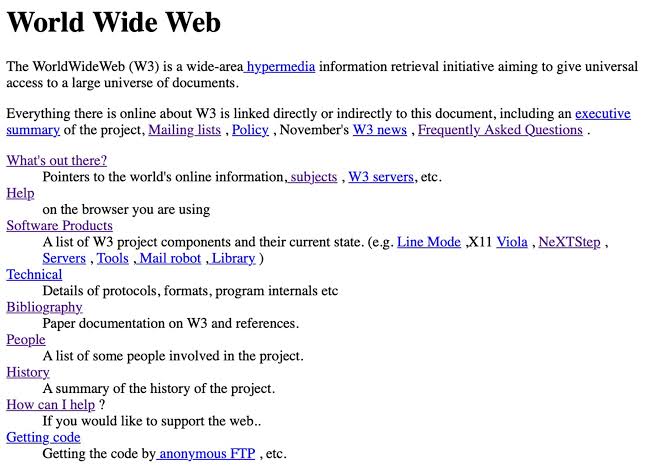 World Wide Web
The WorldWideWeb (W3) is a wide-area hypermedia information retrieval initiative aiming to give universal
access to a large universe of documents.
Everything there is online about W3 is linked directly or indirectly to this document, including an executive
summary of the project, Mailing lists , Policy , November's W3 news , Frequently Asked Questions .
What's out there?
Pointers to the world's online information, subjects , W3 servers, etc.
Help
on the browser you are using
Software Products
A list of W3 project components and their current state. (e.g. Line Mode ,X11 Viola , NeXTStep ,
Servers , Tools , Mail robot , Library )
Technical
Details of protocols, formats, program internals etc
Bibliography
Paper documentation on W3 and references.
People
A list of some people involved in the project.
History
A summary of the history of the project.
How can I help ?
If you would like to support the web..
Getting code
Getting the code by anonymous FTP , etc.